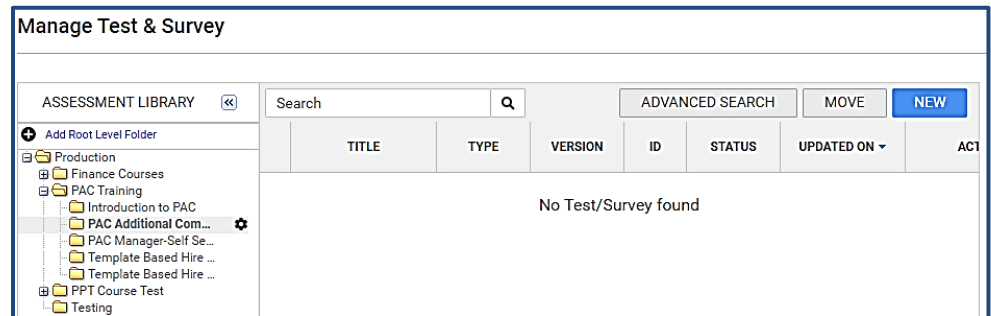 Manage Test & Survey
ASSESSMENT LIBRARY
Search
ADVANCED SEARCH
MOVE
NEW
Add Root Level Folder
TITLE TYPE VERSION ID STATUS UPDATED ON ACT
No Test/Survey found
Production
Finance Courses
PAC Training
Introduction to PAC
PAC Additional Com...
PAC Manager-Self Se...
Template Based Hire ...
Template Based Hire ...
PPT Course Test
Testing